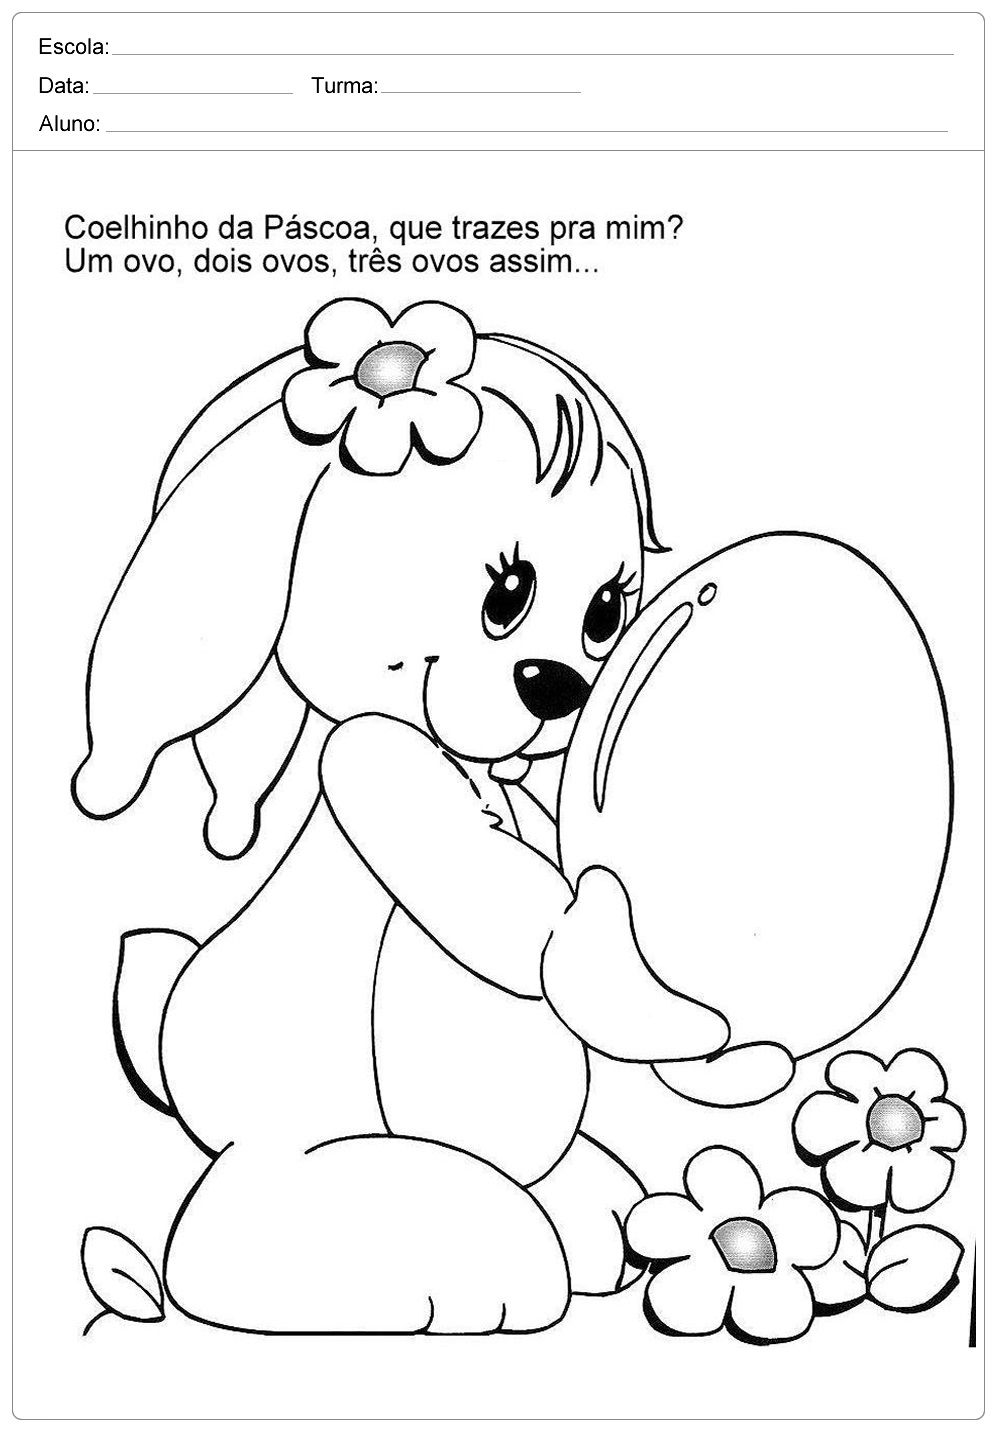 Escola:
Data: Turma:
Aluno:
Coelhinho da Páscoa, que trazes pra mim?
Um ovo, dois ovos, três ovos assim...